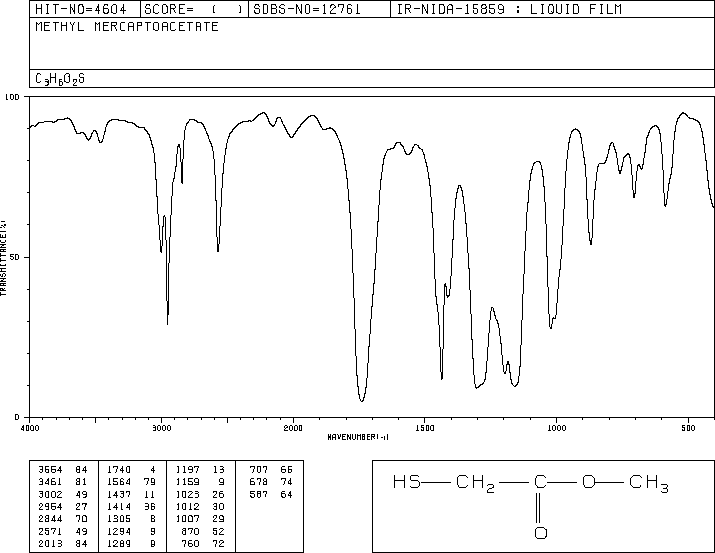 HIT-NO=4604 SCORE= ( ) SDBS-NO=12761 IR-NIDA-15859 : LIQUID FILM
METHYL MERCAPTOACETATE
C3H6O2S
100
50
0
TRANSMITTANCE(%)
4000 3000 2000 1500 1000 500
WAVENUMBER(-1)
3554 84 1740 4 1197 13 707 66
3461 81 1564 79 1159 9 678 74
3002 49 1437 11 1023 26 587 64
2954 27 1414 36 1012 30
2844 70 1305 8 1007 29
2571 49 1294 9 870 52
2013 84 1289 9 760 72
HS CH2 C O CH3
O